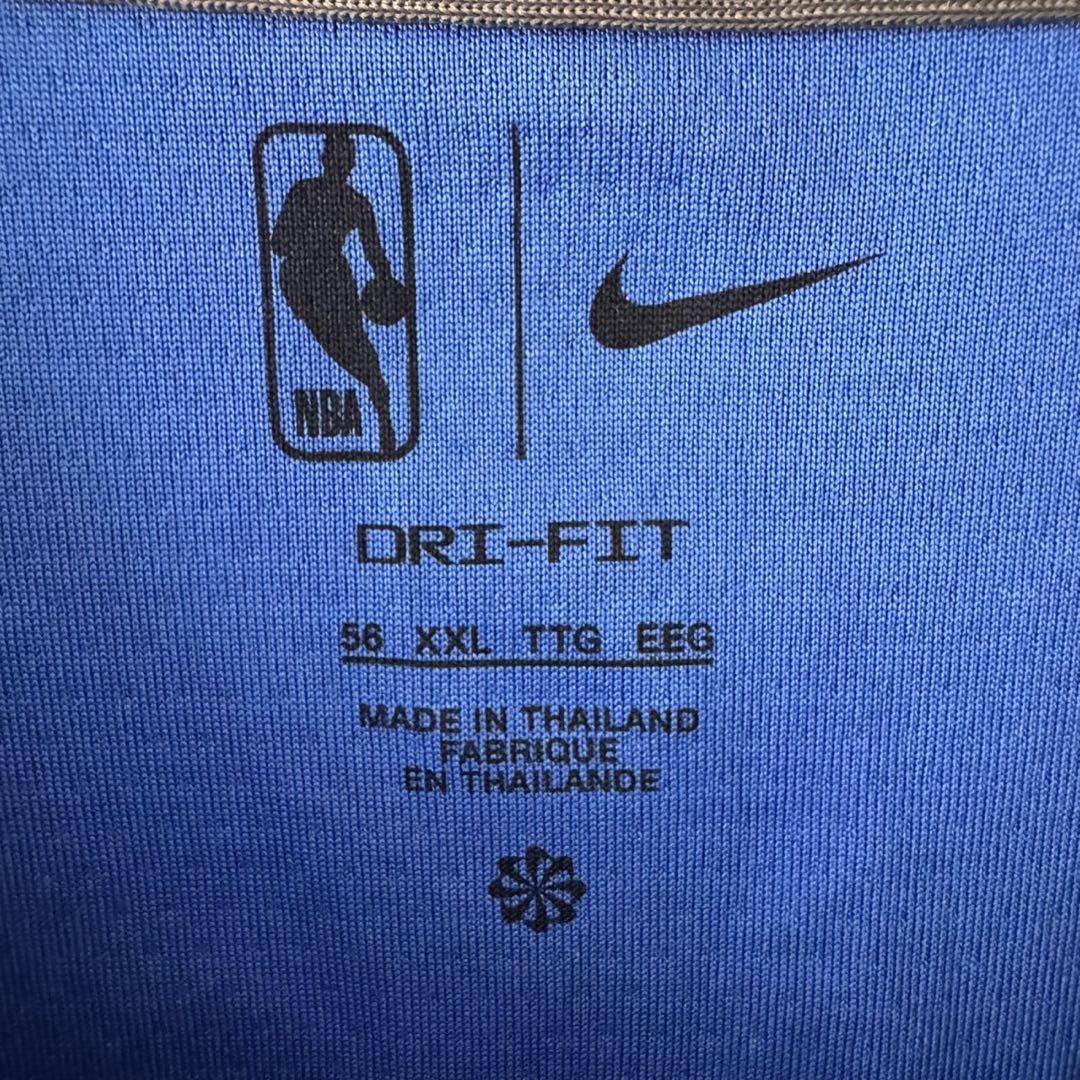 NBA
DRI-FIT
56 XXL TTG EEG
MADE IN THAILAND
FABRIQUE
EN THAILANDE